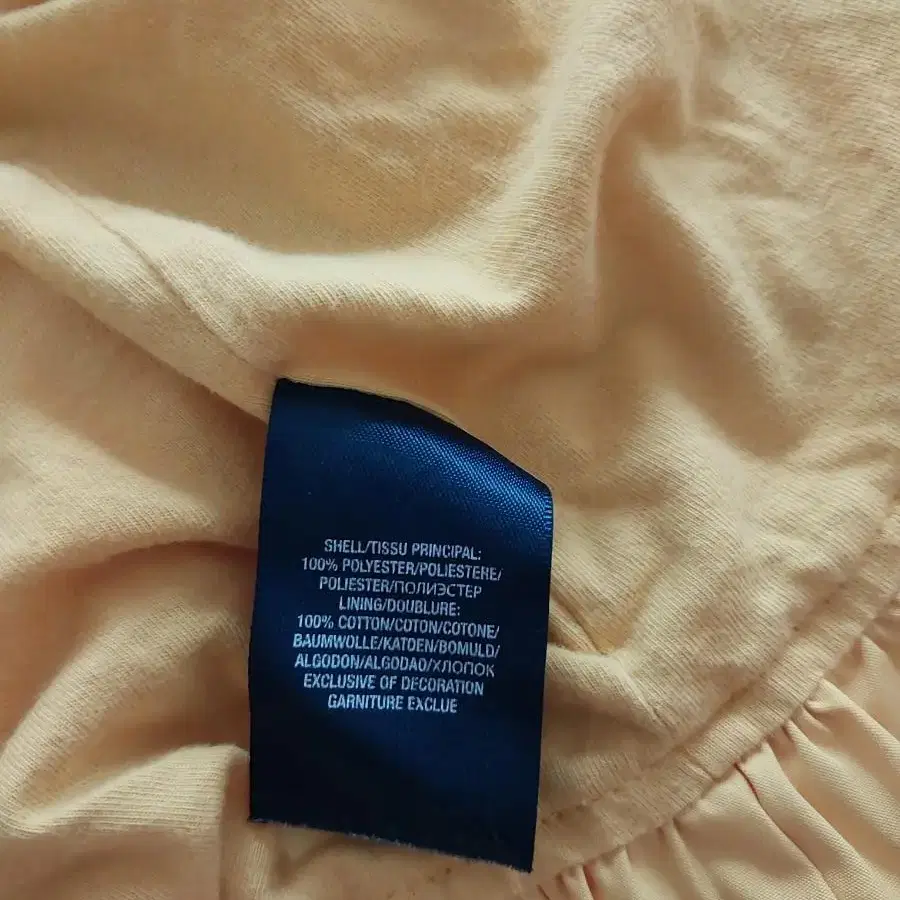 SHELL/TISSU PRINCIPAL:
100% POLYESTER/POLIESTERE/
POLIESTER/ПОЛИЭСТЕР
LINING/DOUBLURE:
100% COTTON/COTON/COTONE/
BAUMWOLLE/KATOEN/BOMULD/
ALGODON/ALGODAO/ХЛОПОК
EXCLUSIVE OF DECORATION
GARNITURE EXCLUE